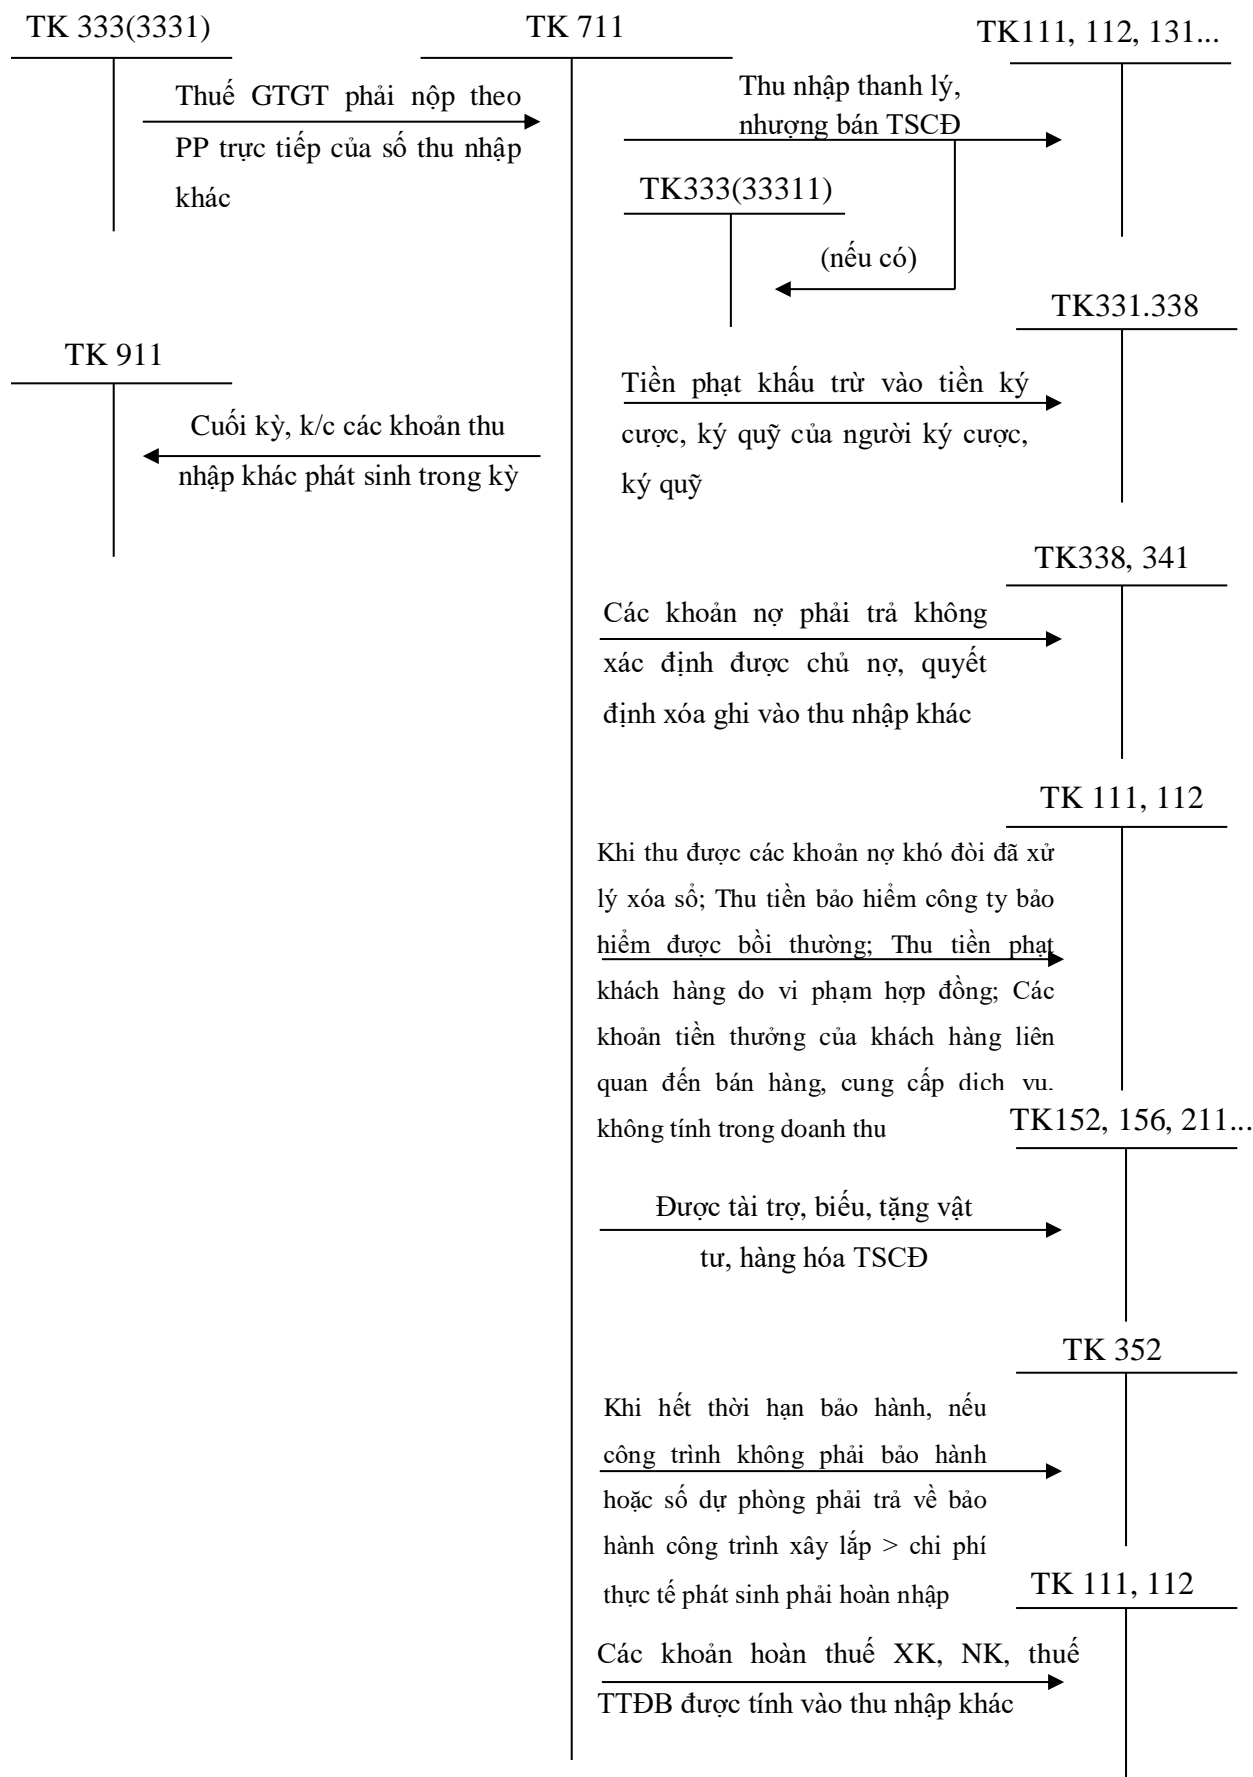 TK 333(3331)
TK 711
TK111, 112, 131...
Thuế GTGT phải nộp theo
PP trực tiếp của số thu nhập
khác
Thu nhập thanh lý,
nhượng bán TSCĐ
TK333(33311)
(nếu có)
TK331.338
TK 911
Cuối kỳ, k/c các khoản thu
nhập khác phát sinh trong kỳ
Tiền phạt khấu trừ vào tiền ký
cược, ký quỹ của người ký cược,
ký quỹ
TK338, 341
Các khoản nợ phải trả không
xác định được chủ nợ, quyết
định xóa ghi vào thu nhập khác
TK 111, 112
Khi thu được các khoản nợ khó đòi đã xử
lý xóa sổ; Thu tiền bảo hiểm công ty bảo
hiểm được bồi thường; Thu tiền phạt
khách hàng do vi phạm hợp đồng; Các
khoản tiền thưởng của khách hàng liên
quan đến bán hàng, cung cấp dịch vụ,
không tính trong doanh thu
TK152, 156, 211...
Được tài trợ, biếu, tặng vật
tư, hàng hóa TSCĐ
TK 352
Khi hết thời hạn bảo hành, nếu
công trình không phải bảo hành
hoặc số dự phòng phải trả về bảo
hành công trình xây lắp > chi phí
thực tế phát sinh phải hoàn nhập
TK 111, 112
Các khoản hoàn thuế XK, NK, thuế
TTĐB được tính vào thu nhập khác